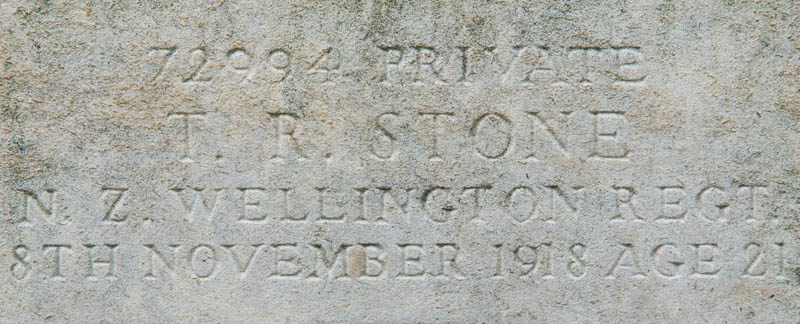 72994 PRIVATE
T. R. STONE
N. Z. WELLINGTON REGT.
8TH NOVEMBER 1918 AGE 21